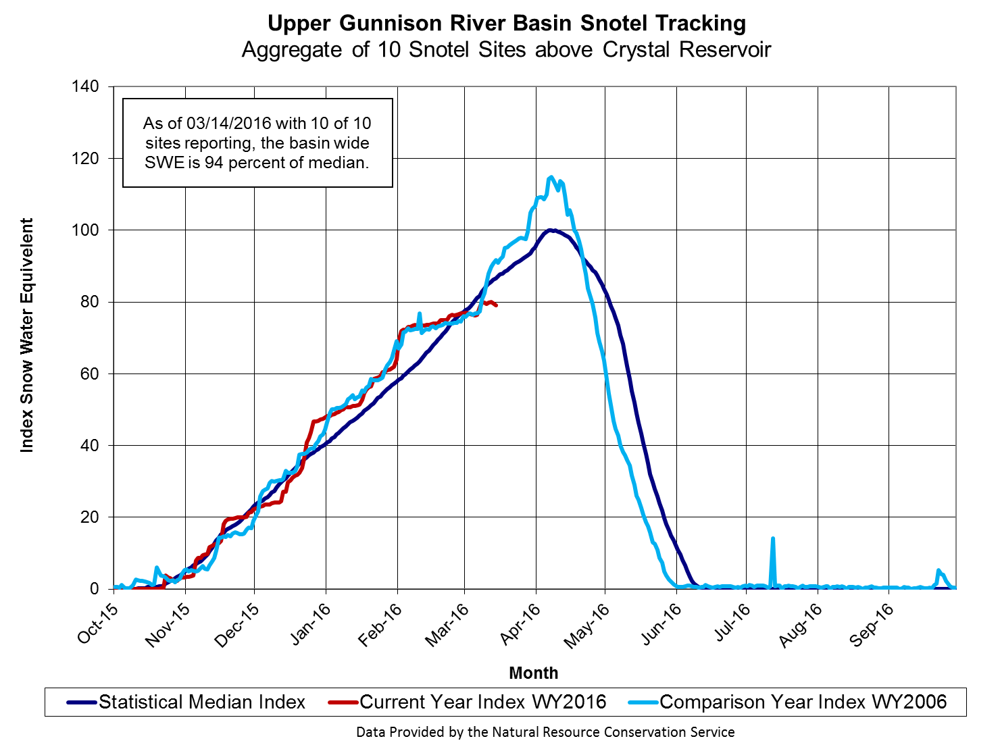 Upper Gunnison River Basin Snotel Tracking
Aggregate of 10 Snotel Sites above Crystal Reservoir
140
120
100
80
60
40
20
0
As of 03/14/2016 with 10 of 10
sites reporting, the basin wide
SWE is 94 percent of median.
Index Snow Water Equivelent
Oct-15
Nov-15
Dec-15
Jan-16
Feb-16
Mar-16
Apr-16
May-16
Jun-16
Jul-16
Aug-16
Sep-16
Month
Statistical Median Index
Current Year Index WY2016
Comparison Year Index WY2006
Data Provided by the Natural Resource Conservation Service